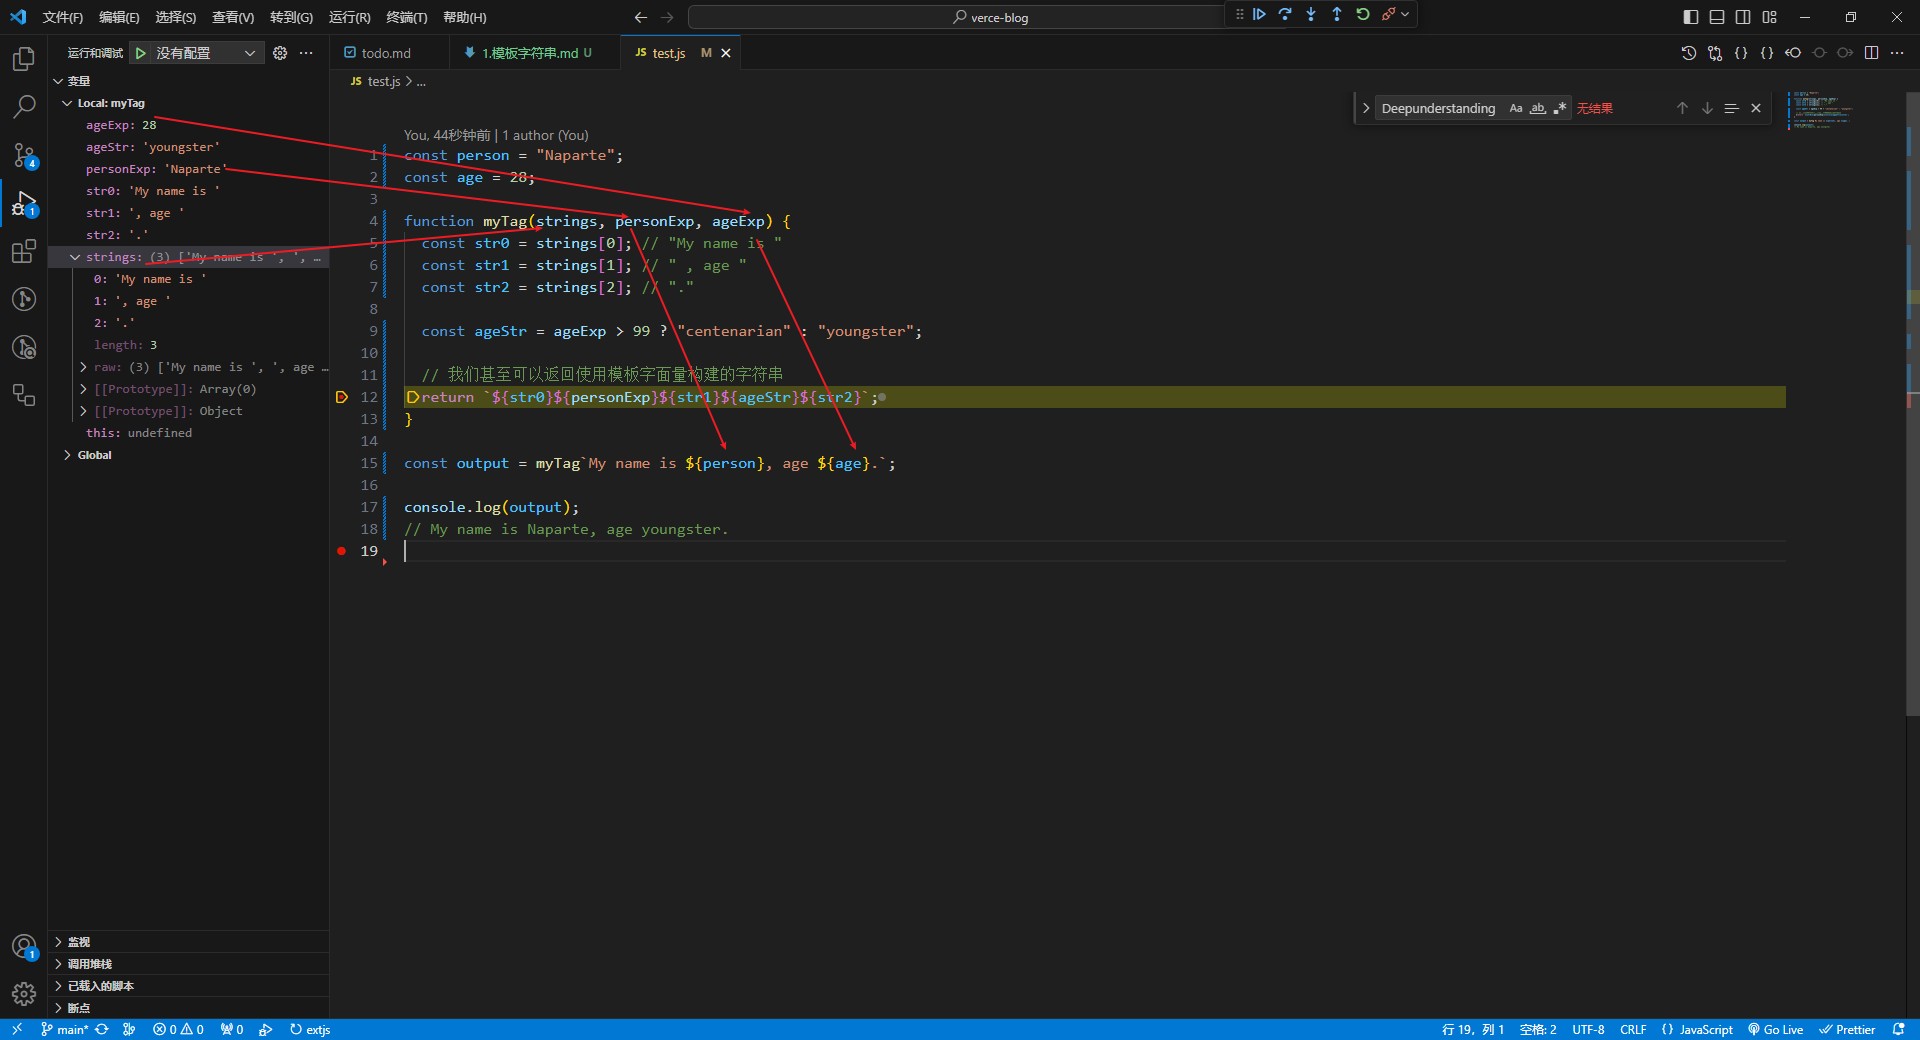 文件(F) 编辑(E) 选择(S) 查看(V) 转到(G) 运行(R) 终端(T) 帮助(H)
verce-blog
运行和调试 没有配置
变量
Local: myTag
ageExp: 28
ageStr: 'youngster'
personExp: 'Naparte'
str0: 'My name is '
str1: ', age '
str2: '.'
strings: (3) ['My name is ', ', …
0: 'My name is '
1: ', age '
2: '.'
length: 3
raw: (3) ['My name is ', ', age …
[[Prototype]]: Array(0)
[[Prototype]]: Object
this: undefined
Global
监视
调用堆栈
已载入的脚本
断点
4
1
1
todo.md
1.模板字符串.md U
JS test.js M
JS test.js > ...
Deepunderstanding Aa ab 无结果
You, 44秒钟前 | 1 author (You)
1 const person = "Naparte";
2 const age = 28;
3
4 function myTag(strings, personExp, ageExp) {
5 const str0 = strings[0]; // "My name is "
6 const str1 = strings[1]; // " , age "
7 const str2 = strings[2]; // "."
8
9 const ageStr = ageExp > 99 ? "centenarian" : "youngster";
10
11 // 我们甚至可以返回使用模板字面量构建的字符串
12 return `${str0}${personExp}${str1}${ageStr}${str2}`;
13 }
14
15 const output = myTag`My name is ${person}, age ${age}.`;
16
17 console.log(output);
18 // My name is Naparte, age youngster.
19
main* 0 0 0 extjs
行 19, 列 1 空格: 2 UTF-8 CRLF {} JavaScript Go Live Prettier